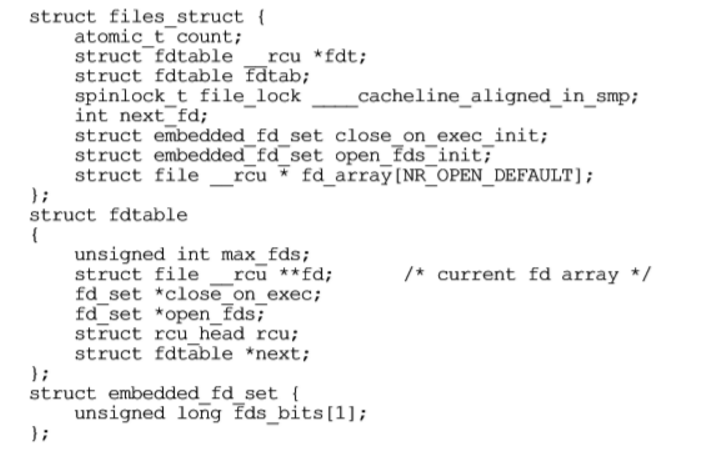 struct files_struct {
    atomic_t count;
    struct fdtable __rcu *fdt;
    struct fdtable fdtab;
    spinlock_t file_lock ____cacheline_aligned_in_smp;
    int next_fd;
    struct embedded_fd_set close_on_exec_init;
    struct embedded_fd_set open_fds_init;
    struct file __rcu * fd_array[NR_OPEN_DEFAULT];
};
struct fdtable
{
    unsigned int max_fds;
    struct file __rcu **fd;      /* current fd array */
    fd_set *close_on_exec;
    fd_set *open_fds;
    struct rcu_head rcu;
    struct fdtable *next;
};
struct embedded_fd_set {
    unsigned long fds_bits[1];
};